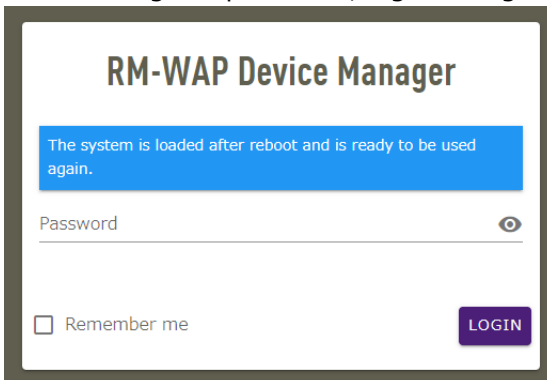 RM-WAP Device Manager
The system is loaded after reboot and is ready to be used
again.
Password
Remember me
LOGIN